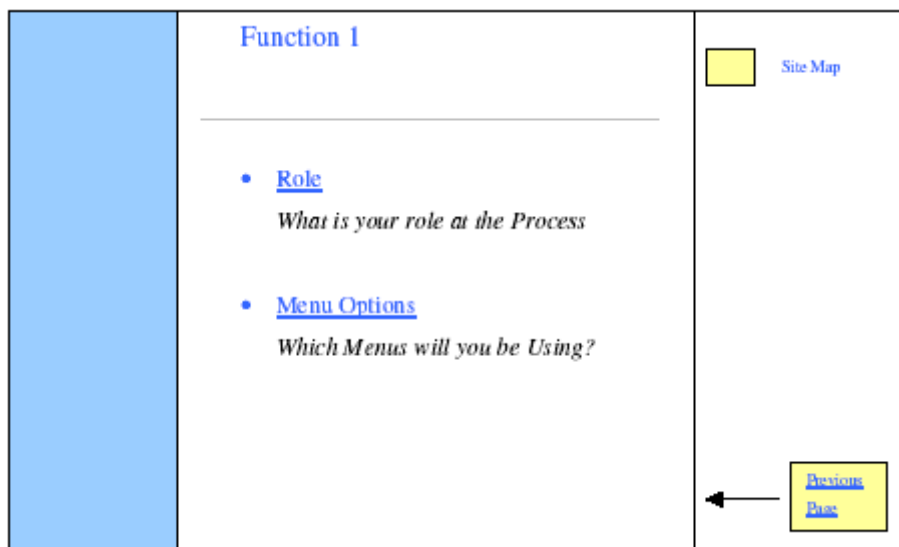 Function 1
Site Map
Role
What is your role at the Process
Menu Options
Which Menus will you be Using?
Previous
Page